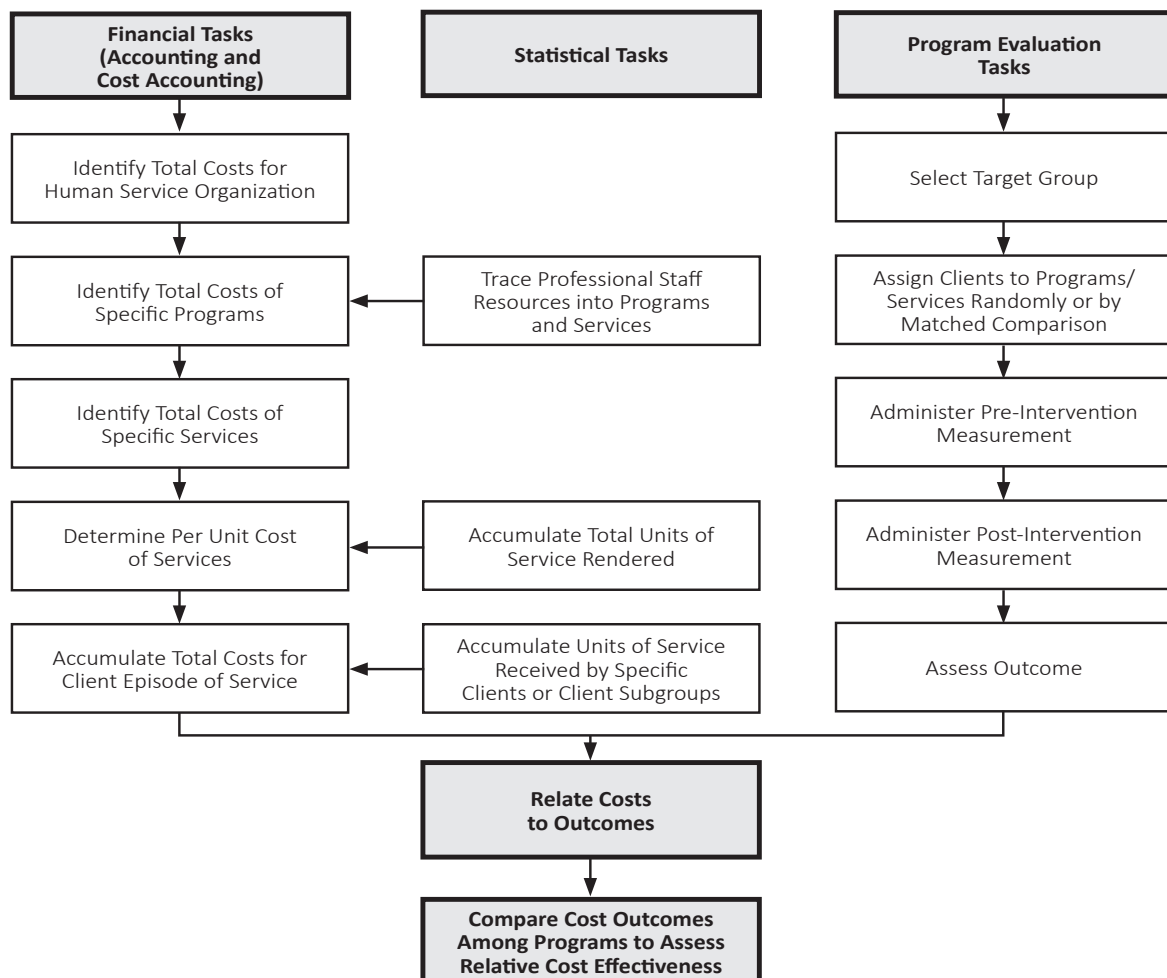 Financial Tasks
(Accounting and
Cost Accounting)
Statistical Tasks
Program Evaluation
Tasks
Identify Total Costs for
Human Service Organization
Select Target Group
Identify Total Costs of
Specific Programs
Trace Professional Staff
Resources into Programs
and Services
Assign Clients to Programs/
Services Randomly or by
Matched Comparison
Identify Total Costs of
Specific Services
Administer Pre-Intervention
Measurement
Determine Per Unit Cost
of Services
Accumulate Total Units of
Service Rendered
Administer Post-Intervention
Measurement
Accumulate Total Costs for
Client Episode of Service
Accumulate Units of Service
Received by Specific
Clients or Client Subgroups
Assess Outcome
Relate Costs
to Outcomes
Compare Cost Outcomes
Among Programs to Assess
Relative Cost Effectiveness